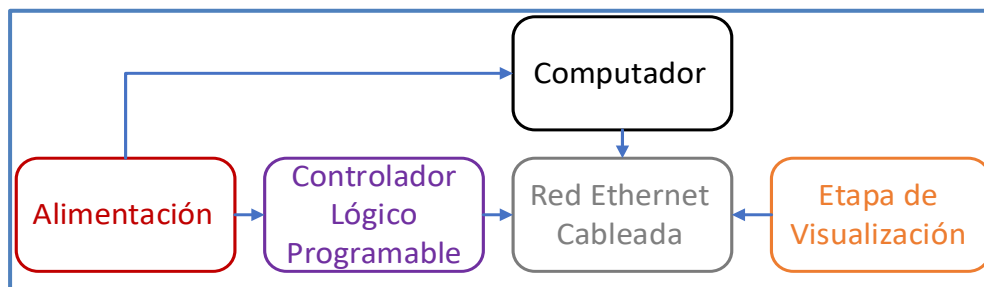 Computador
Alimentación
Controlador
Lógico
Programable
Red Ethernet
Cableada
Etapa de
Visualización